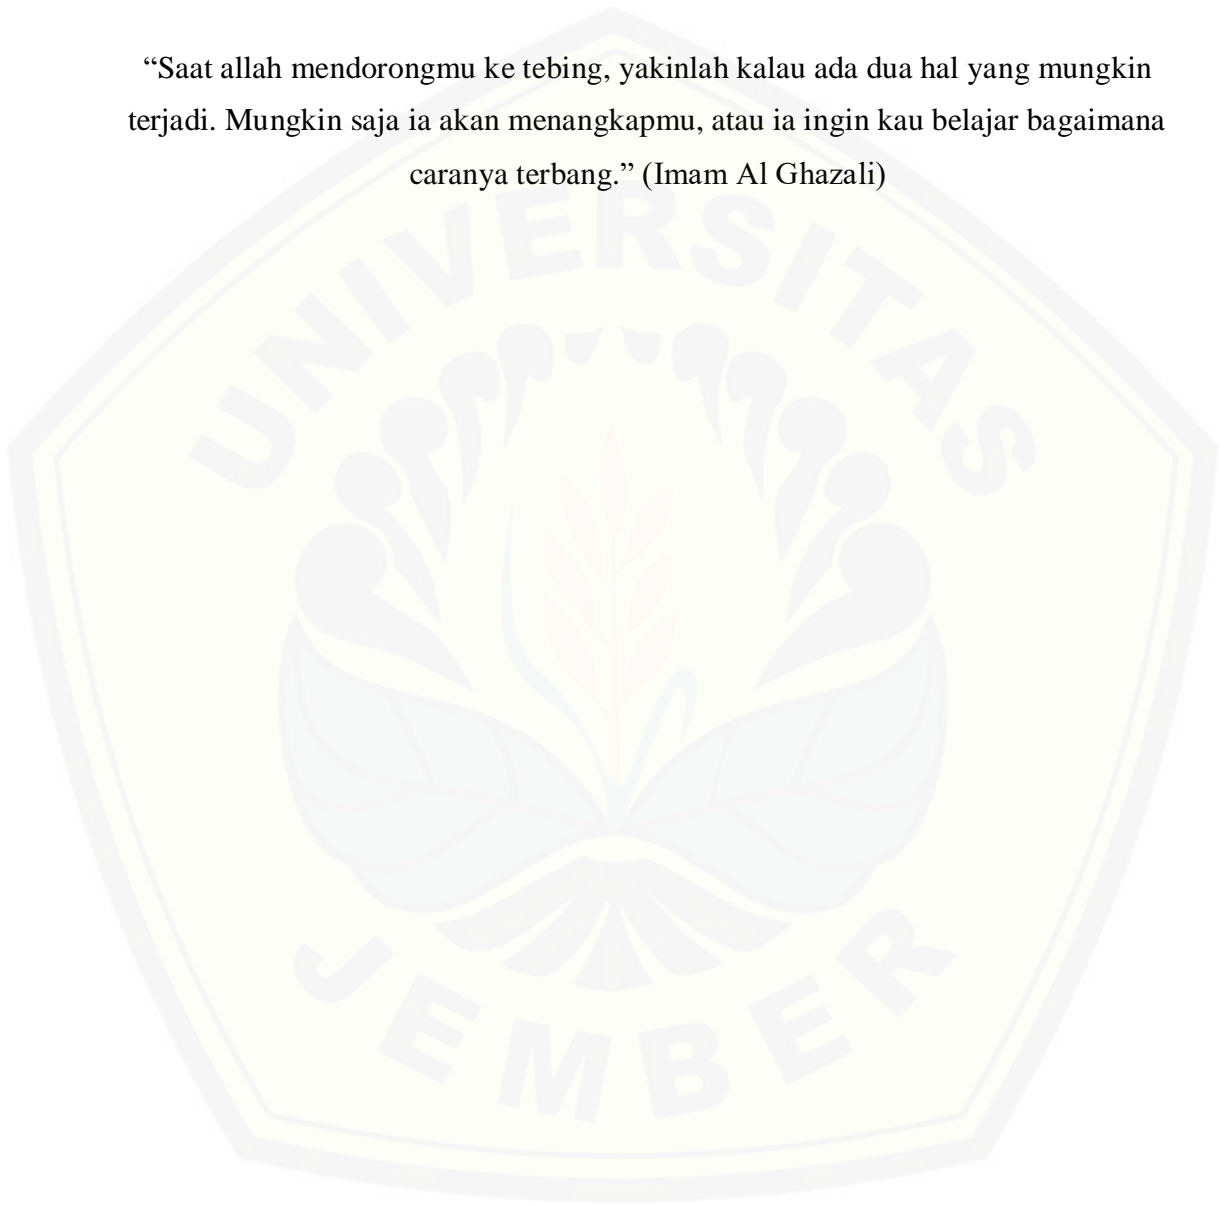 “Saat allah mendorongmu ke tebing, yakinlah kalau ada dua hal yang mungkin
terjadi. Mungkin saja ia akan menangkapmu, atau ia ingin kau belajar bagaimana
caranya terbang.” (Imam Al Ghazali)
UNIVERSITAS
JEMBER